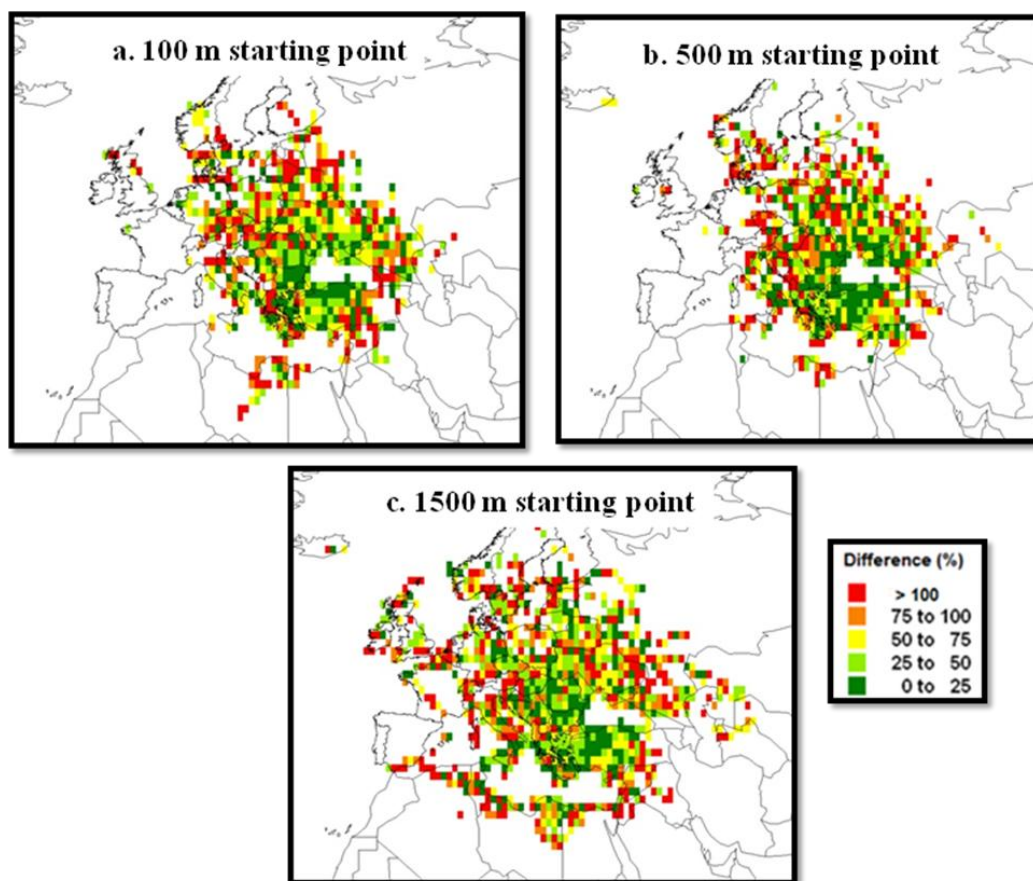 a. 100 m starting point
b. 500 m starting point
c. 1500 m starting point
Difference (%)
> 100
75 to 100
50 to 75
25 to 50
0 to 25